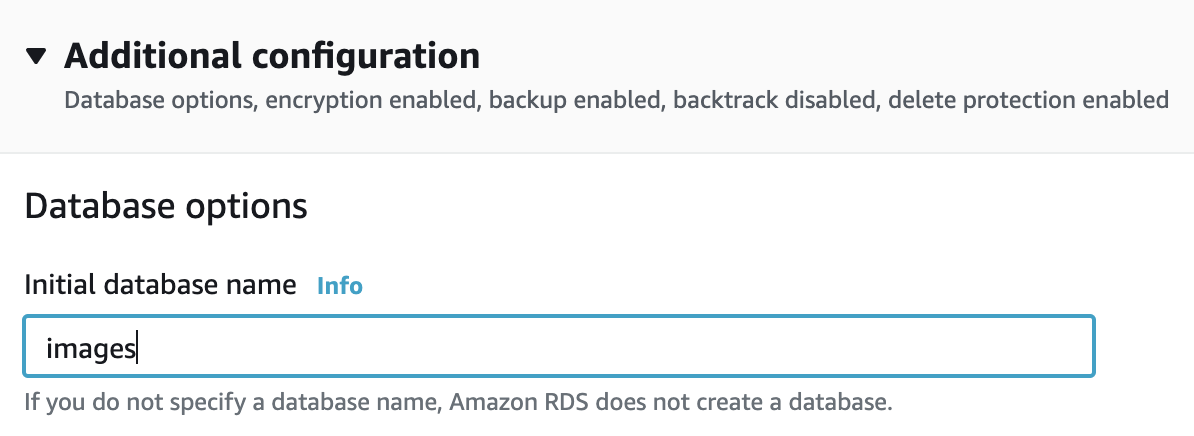 Additional configuration
Database options, encryption enabled, backup enabled, backtrack disabled, delete protection enabled
Database options
Initial database name Info
images
If you do not specify a database name, Amazon RDS does not create a database.